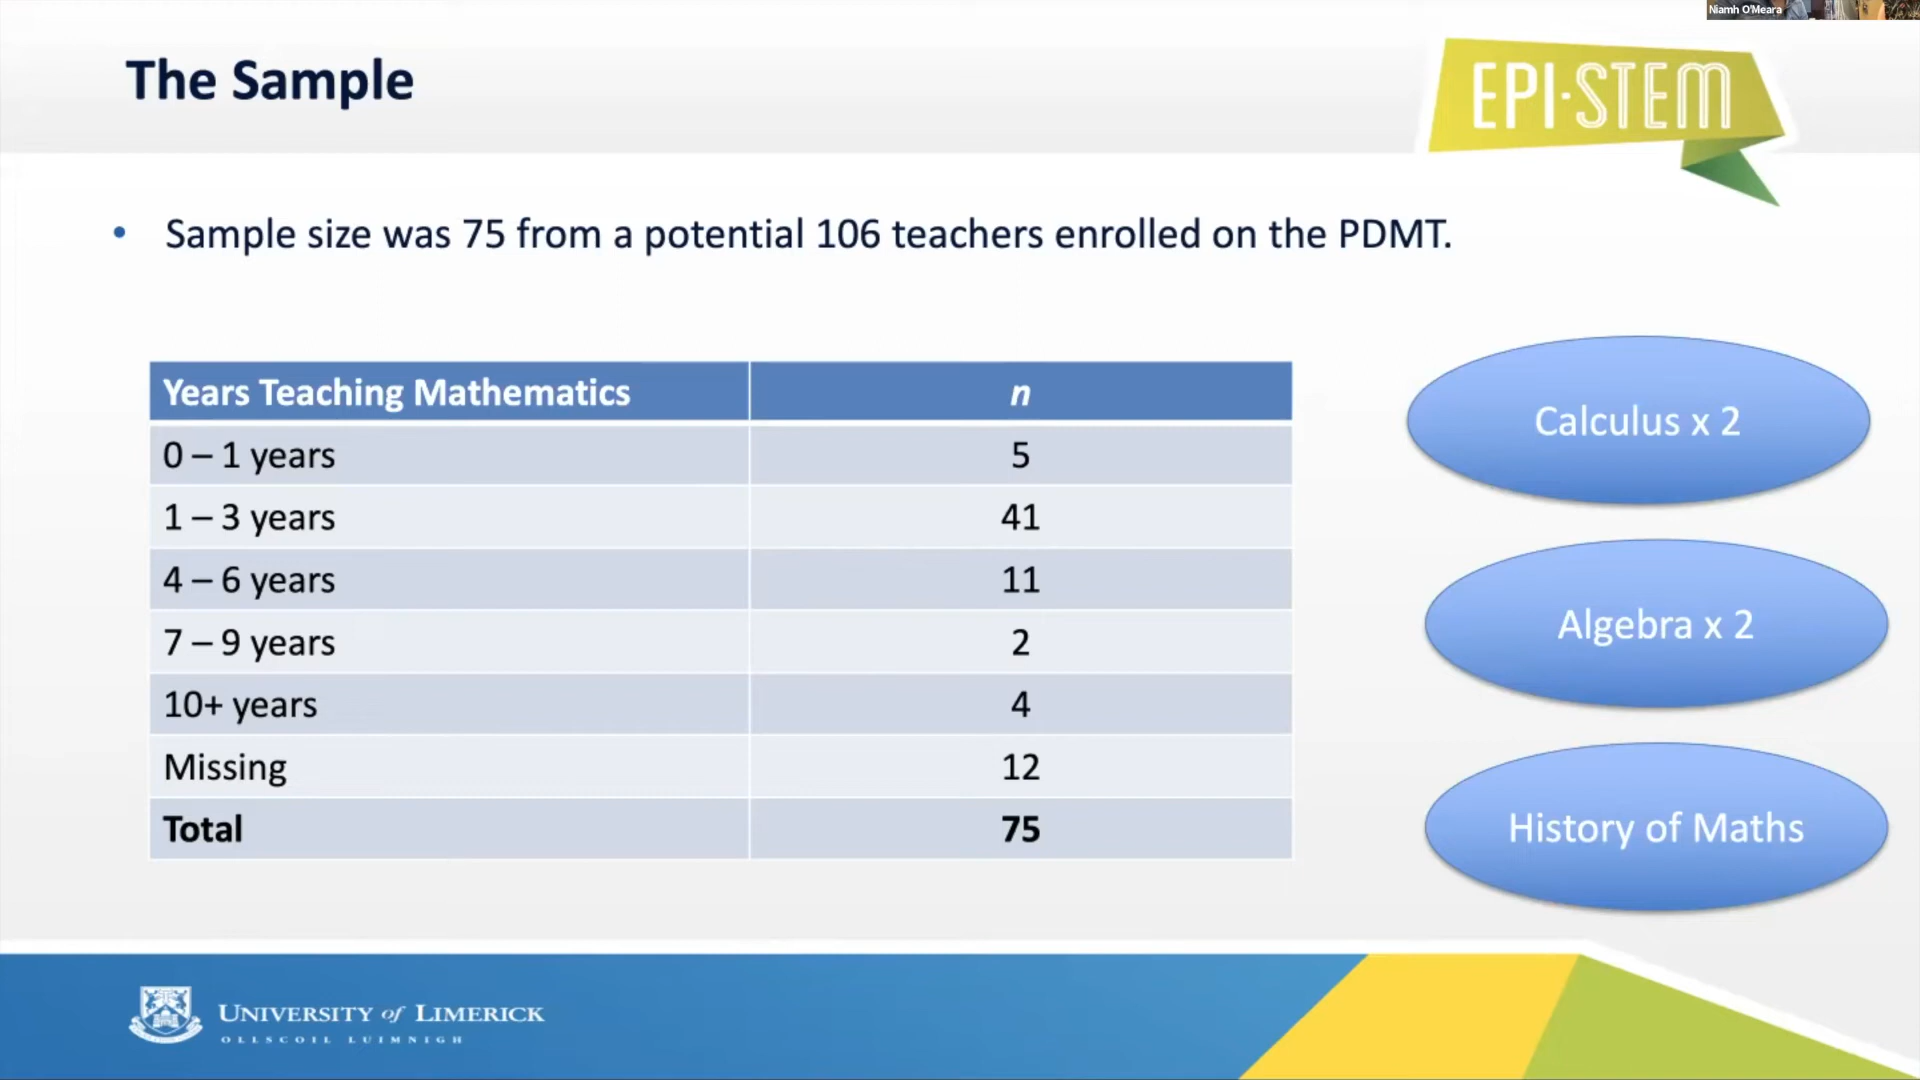 Niamh O'Meara
The Sample
EPI·STEM
• Sample size was 75 from a potential 106 teachers enrolled on the PDMT.
Years Teaching Mathematics n
0 – 1 years 5
1 – 3 years 41
4 – 6 years 11
7 – 9 years 2
10+ years 4
Missing 12
Total 75
Calculus x 2
Algebra x 2
History of Maths
UNIVERSITY of LIMERICK
OLLSCOIL LUIMNIGH